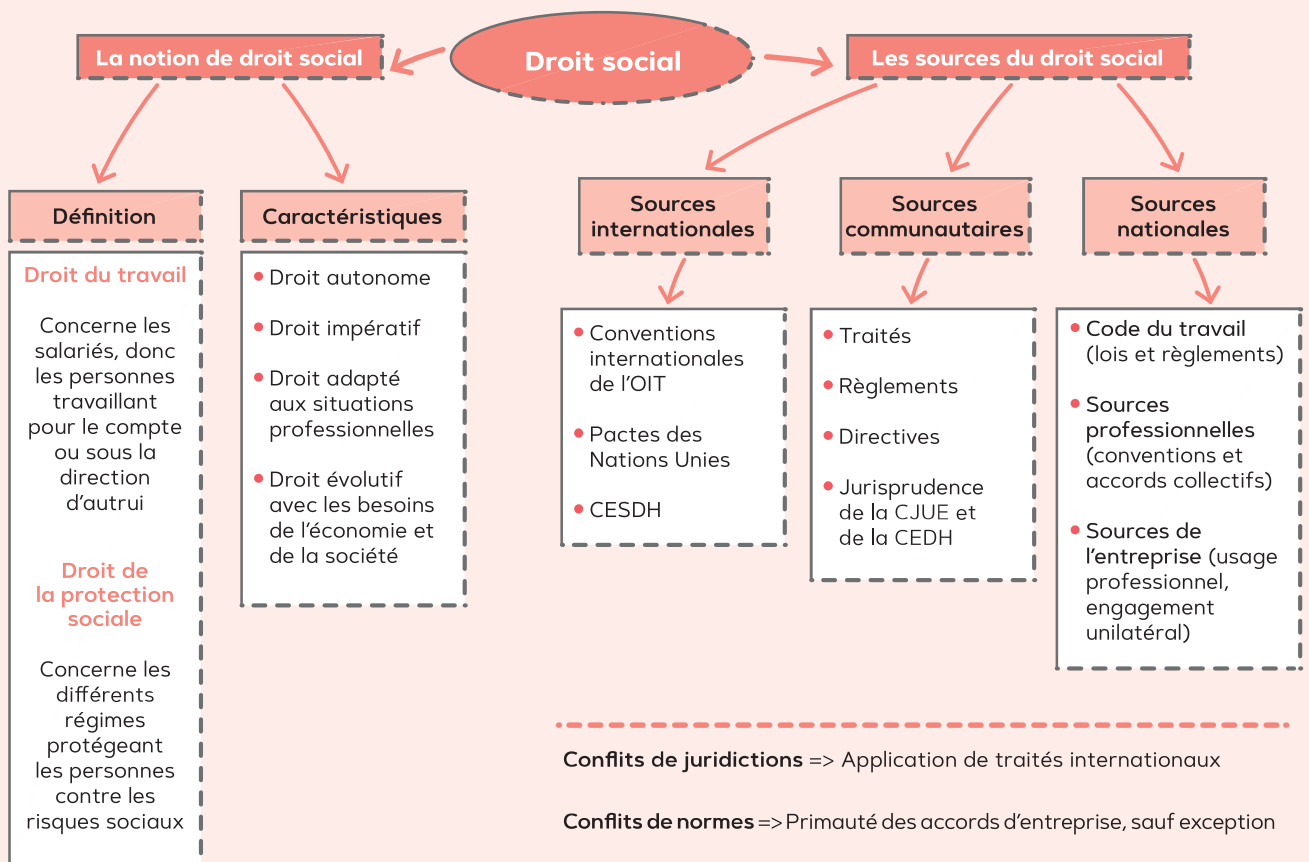 Droit social
La notion de droit social
Définition
Droit du travail
Concerne les
salariés, donc
les personnes
travaillant
pour le compte
ou sous la
direction
d’autrui
Droit de
la protection
sociale
Concerne les
différents
régimes
protégeant
les personnes
contre les
risques sociaux
Caractéristiques
• Droit autonome
• Droit impératif
• Droit adapté
aux situations
professionnelles
• Droit évolutif
avec les besoins
de l’économie et
de la société
Les sources du droit social
Sources
internationales
• Conventions
internationales
de l’OIT
• Pactes des
Nations Unies
• CESDH
Sources
communautaires
• Traités
• Règlements
• Directives
• Jurisprudence
de la CJUE et
de la CEDH
Sources
nationales
• Code du travail
(lois et règlements)
• Sources
professionnelles
(conventions et
accords collectifs)
• Sources de
l’entreprise (usage
professionnel,
engagement
unilatéral)
Conflits de juridictions => Application de traités internationaux
Conflits de normes => Primauté des accords d’entreprise, sauf exception